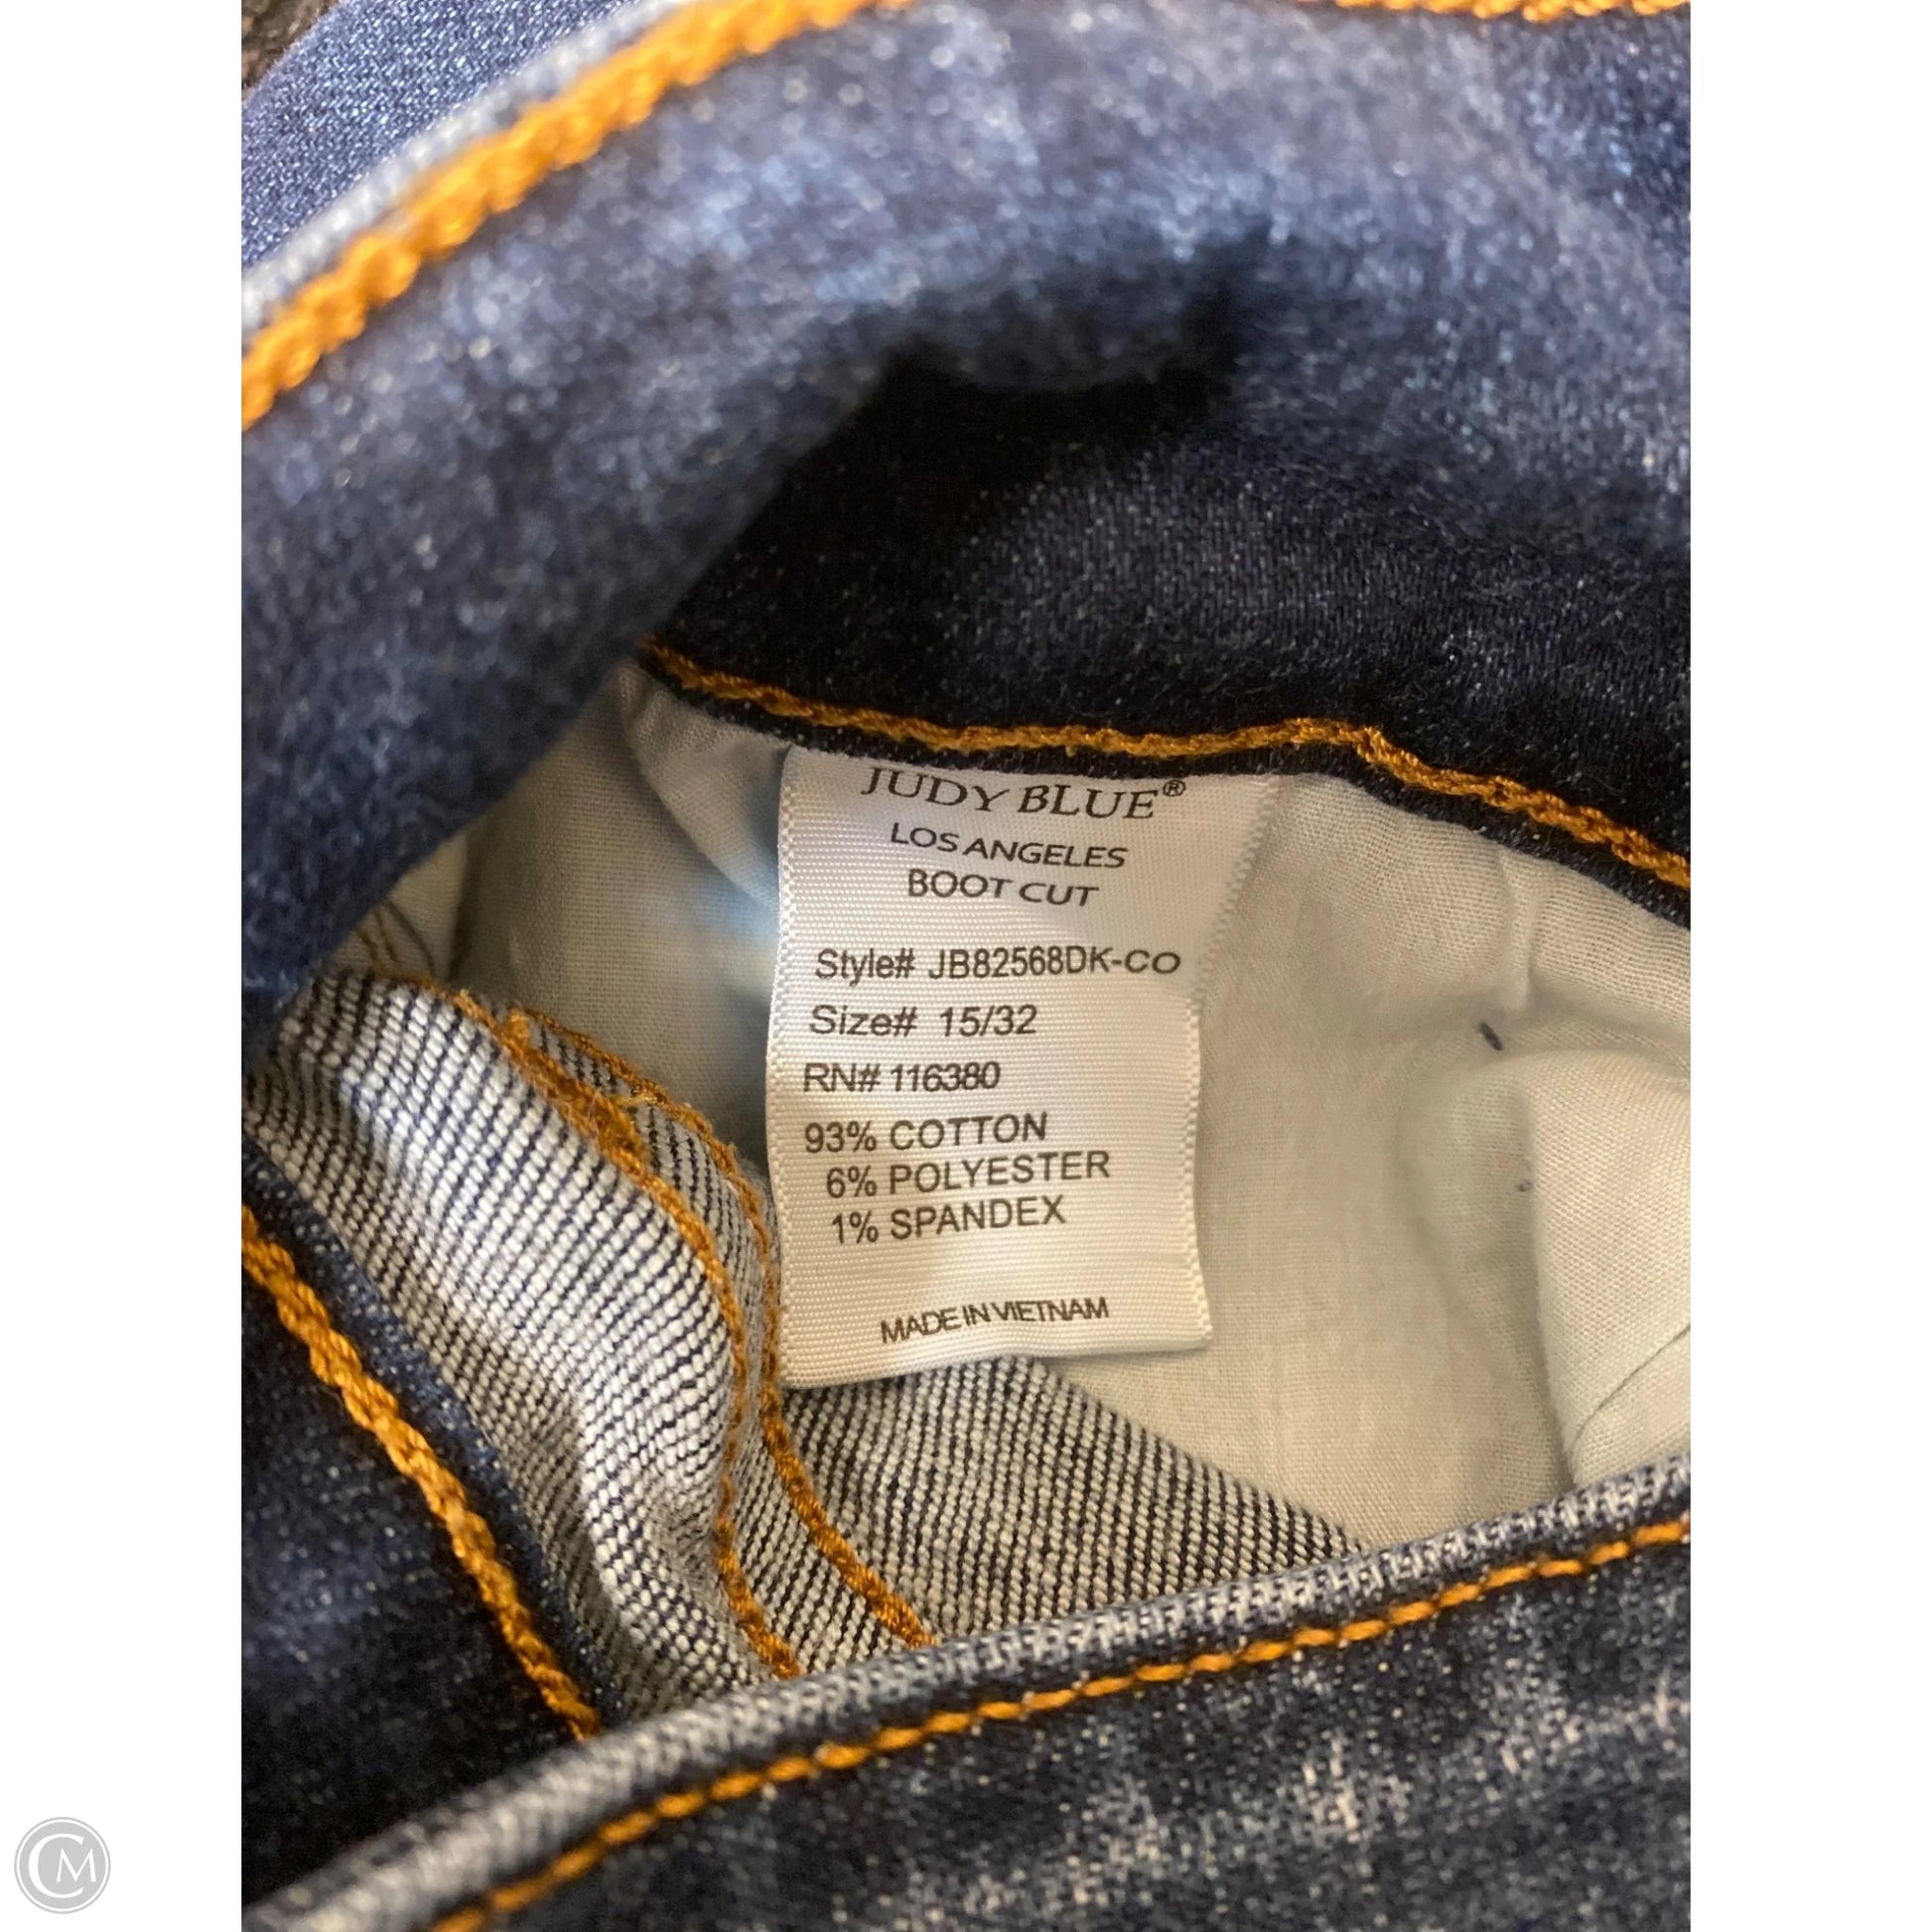 JUDY BLUE®
LOS ANGELES
BOOT CUT
Style# JB82568DK-CO
Size# 15/32
RN# 116380
93% COTTON
6% POLYESTER
1% SPANDEX
MADE IN VIETNAM
CM